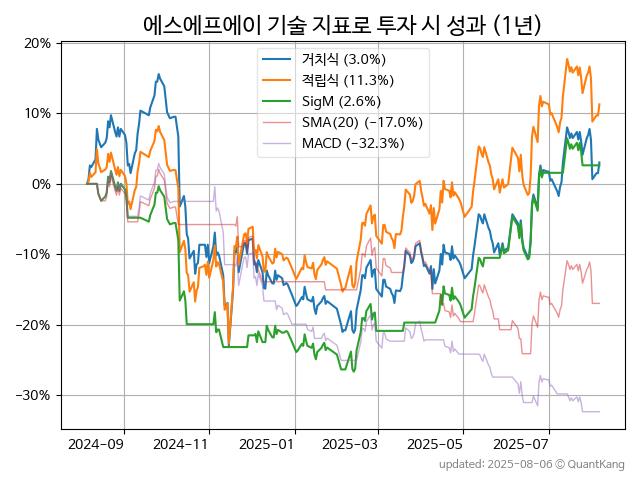 에스에프에이 기술 지표로 투자 시 성과 (1년)
거치식 (3.0%)
적립식 (11.3%)
SigM (2.6%)
SMA(20) (−17.0%)
MACD (−32.3%)
20%
10%
0%
−10%
−20%
−30%
2024-09 2024-11 2025-01 2025-03 2025-05 2025-07
updated: 2025-08-06 ⓒ QuantKang